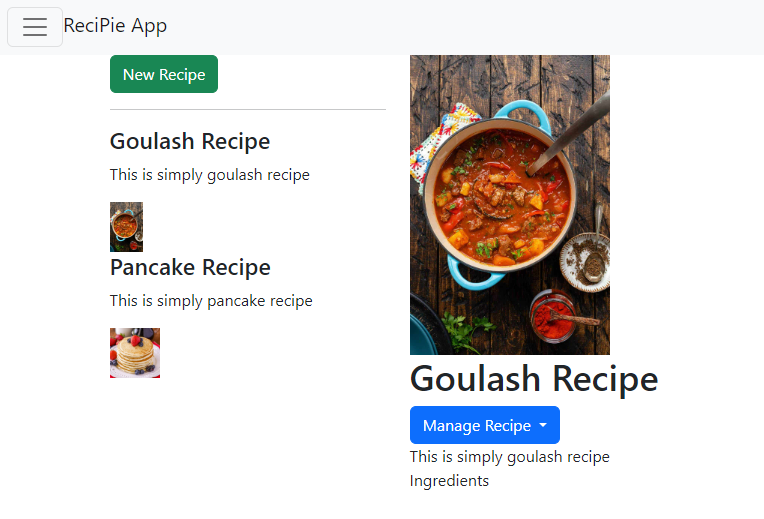 ReciPie App
New Recipe
Goulash Recipe
This is simply goulash recipe
Pancake Recipe
This is simply pancake recipe
Goulash Recipe
Manage Recipe
This is simply goulash recipe
Ingredients